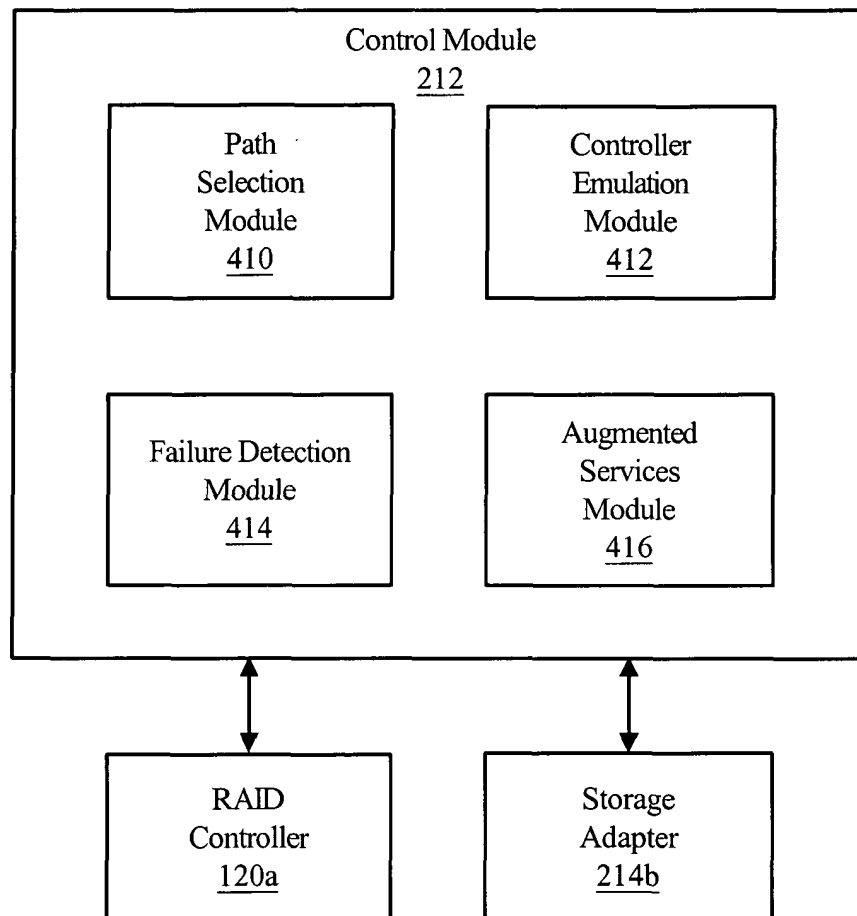 Control Module
212
Path
Selection
Module
410
Controller
Emulation
Module
412
Failure Detection
Module
414
Augmented
Services
Module
416
RAID
Controller
120a
Storage
Adapter
214b